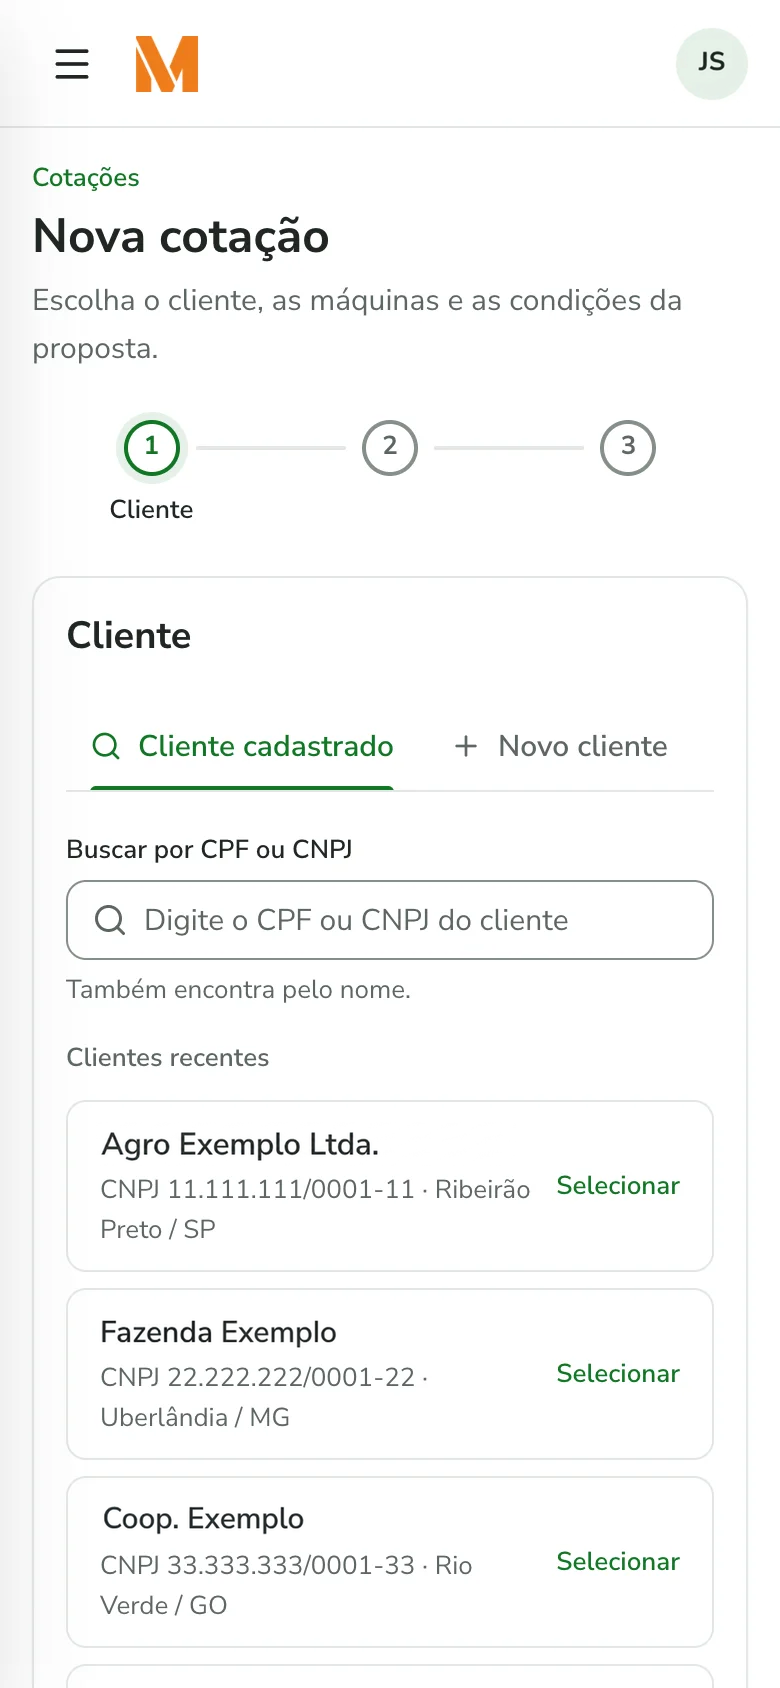 M
JS
Cotações
Nova cotação
Escolha o cliente, as máquinas e as condições da
proposta.
1
2
3
Cliente
Cliente
Cliente cadastrado
Novo cliente
Buscar por CPF ou CNPJ
Digite o CPF ou CNPJ do cliente
Também encontra pelo nome.
Clientes recentes
Agro Exemplo Ltda.
CNPJ 11.111.111/0001-11 · Ribeirão
Preto / SP
Selecionar
Fazenda Exemplo
CNPJ 22.222.222/0001-22 ·
Uberlândia / MG
Selecionar
Coop. Exemplo
CNPJ 33.333.333/0001-33 · Rio
Verde / GO
Selecionar